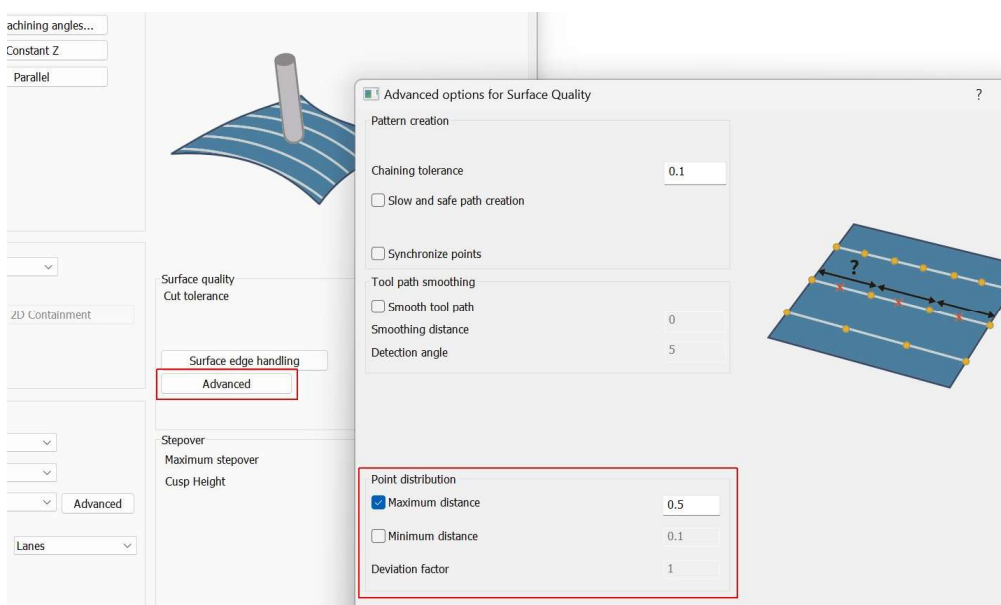 achining angles...
Constant Z
Parallel
2D Containment
Advanced
Lanes
Surface quality
Cut tolerance
Surface edge handling
Advanced
Stepover
Maximum stepover
Cusp Height
Advanced options for Surface Quality ?
Pattern creation
Chaining tolerance 0.1
Slow and safe path creation
Synchronize points
Tool path smoothing
Smooth tool path
Smoothing distance 0
Detection angle 5
Point distribution
Maximum distance 0.5
Minimum distance 0.1
Deviation factor 1
?